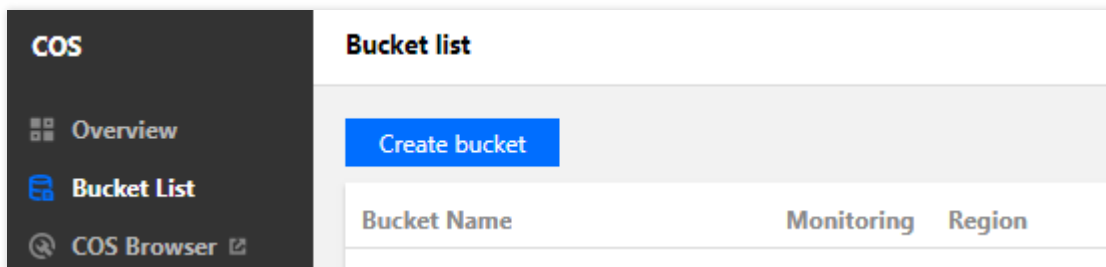 COS
Overview
Bucket List
COS Browser
Bucket list
Create bucket
Bucket Name Monitoring Region